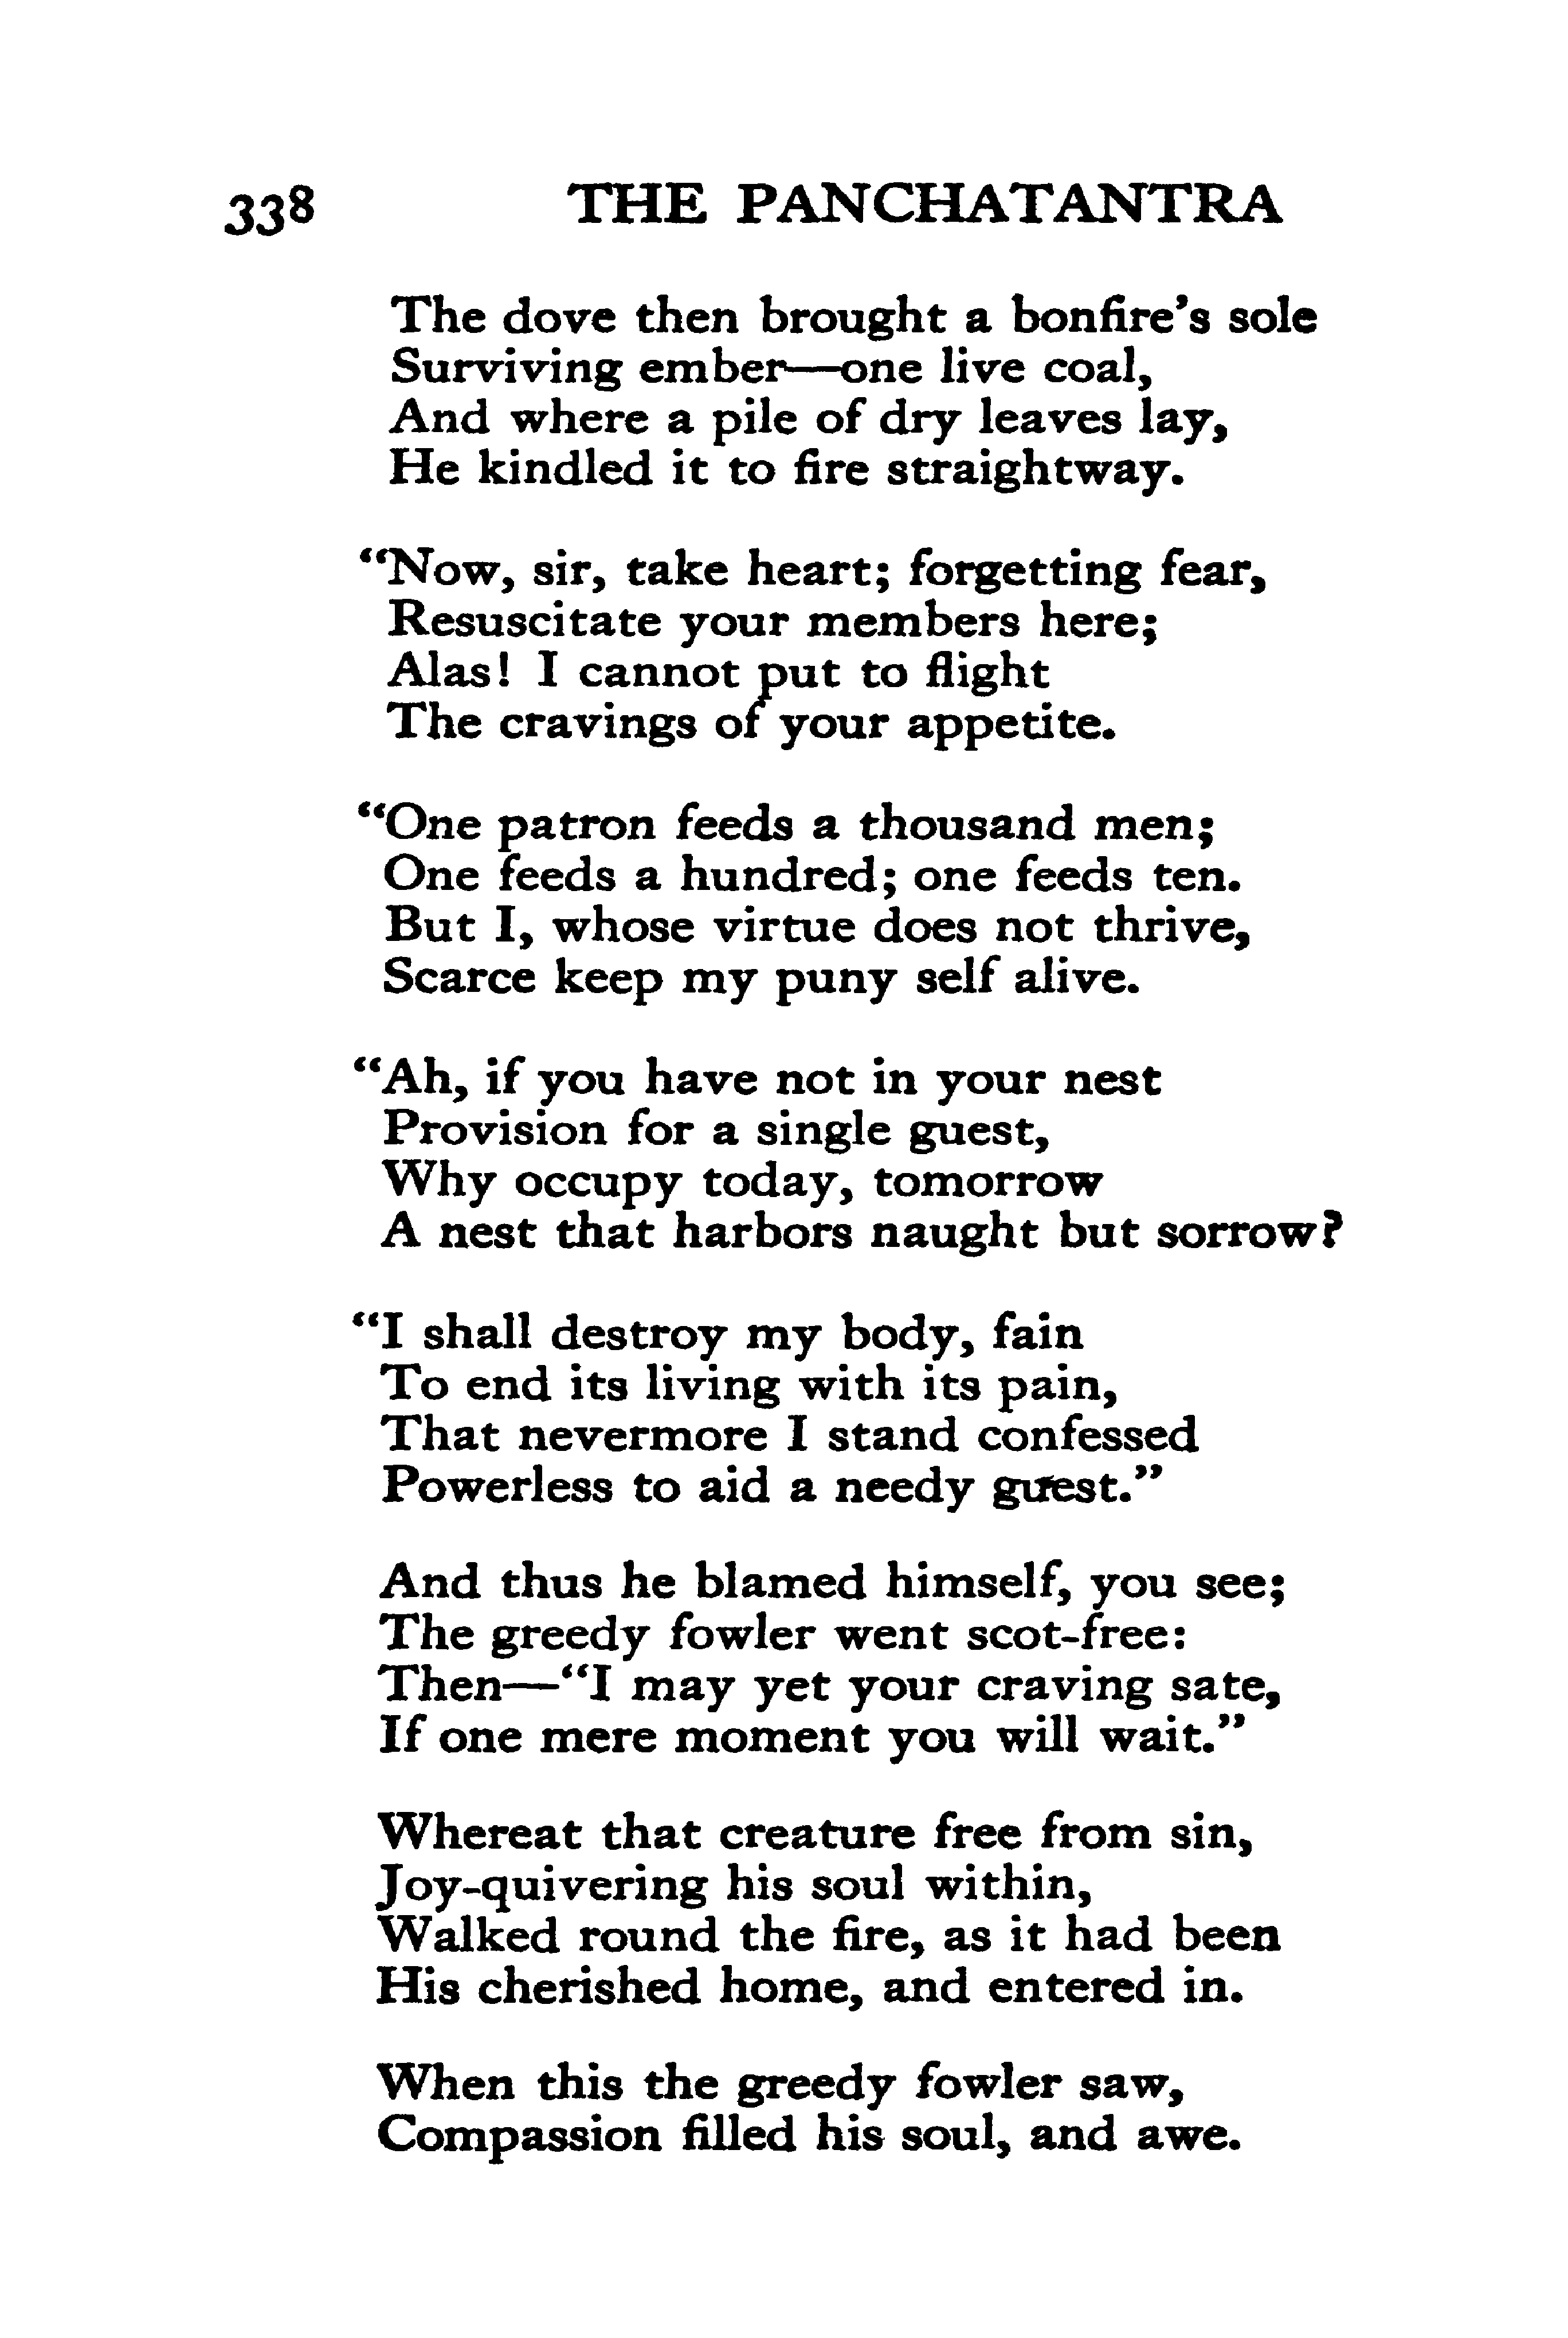 338 THE PANCHATANTRA
The dove then brought a bonfire's sole
Surviving ember—one live coal,
And where a pile of dry leaves lay,
He kindled it to fire straightway.
“Now, sir, take heart; forgetting fear,
Resuscitate your members here;
Alas! I cannot put to flight
The cravings of your appetite.
“One patron feeds a thousand men;
One feeds a hundred; one feeds ten.
But I, whose virtue does not thrive,
Scarce keep my puny self alive.
“Ah, if you have not in your nest
Provision for a single guest,
Why occupy today, tomorrow
A nest that harbors naught but sorrow?
“I shall destroy my body, fain
To end its living with its pain,
That nevermore I stand confessed
Powerless to aid a needy guest.”
And thus he blamed himself, you see;
The greedy fowler went scot-free:
Then—“I may yet your craving sate,
If one mere moment you will wait.”
Whereat that creature free from sin,
Joy-quivering his soul within,
Walked round the fire, as it had been
His cherished home, and entered in.
When this the greedy fowler saw,
Compassion filled his soul, and awe.